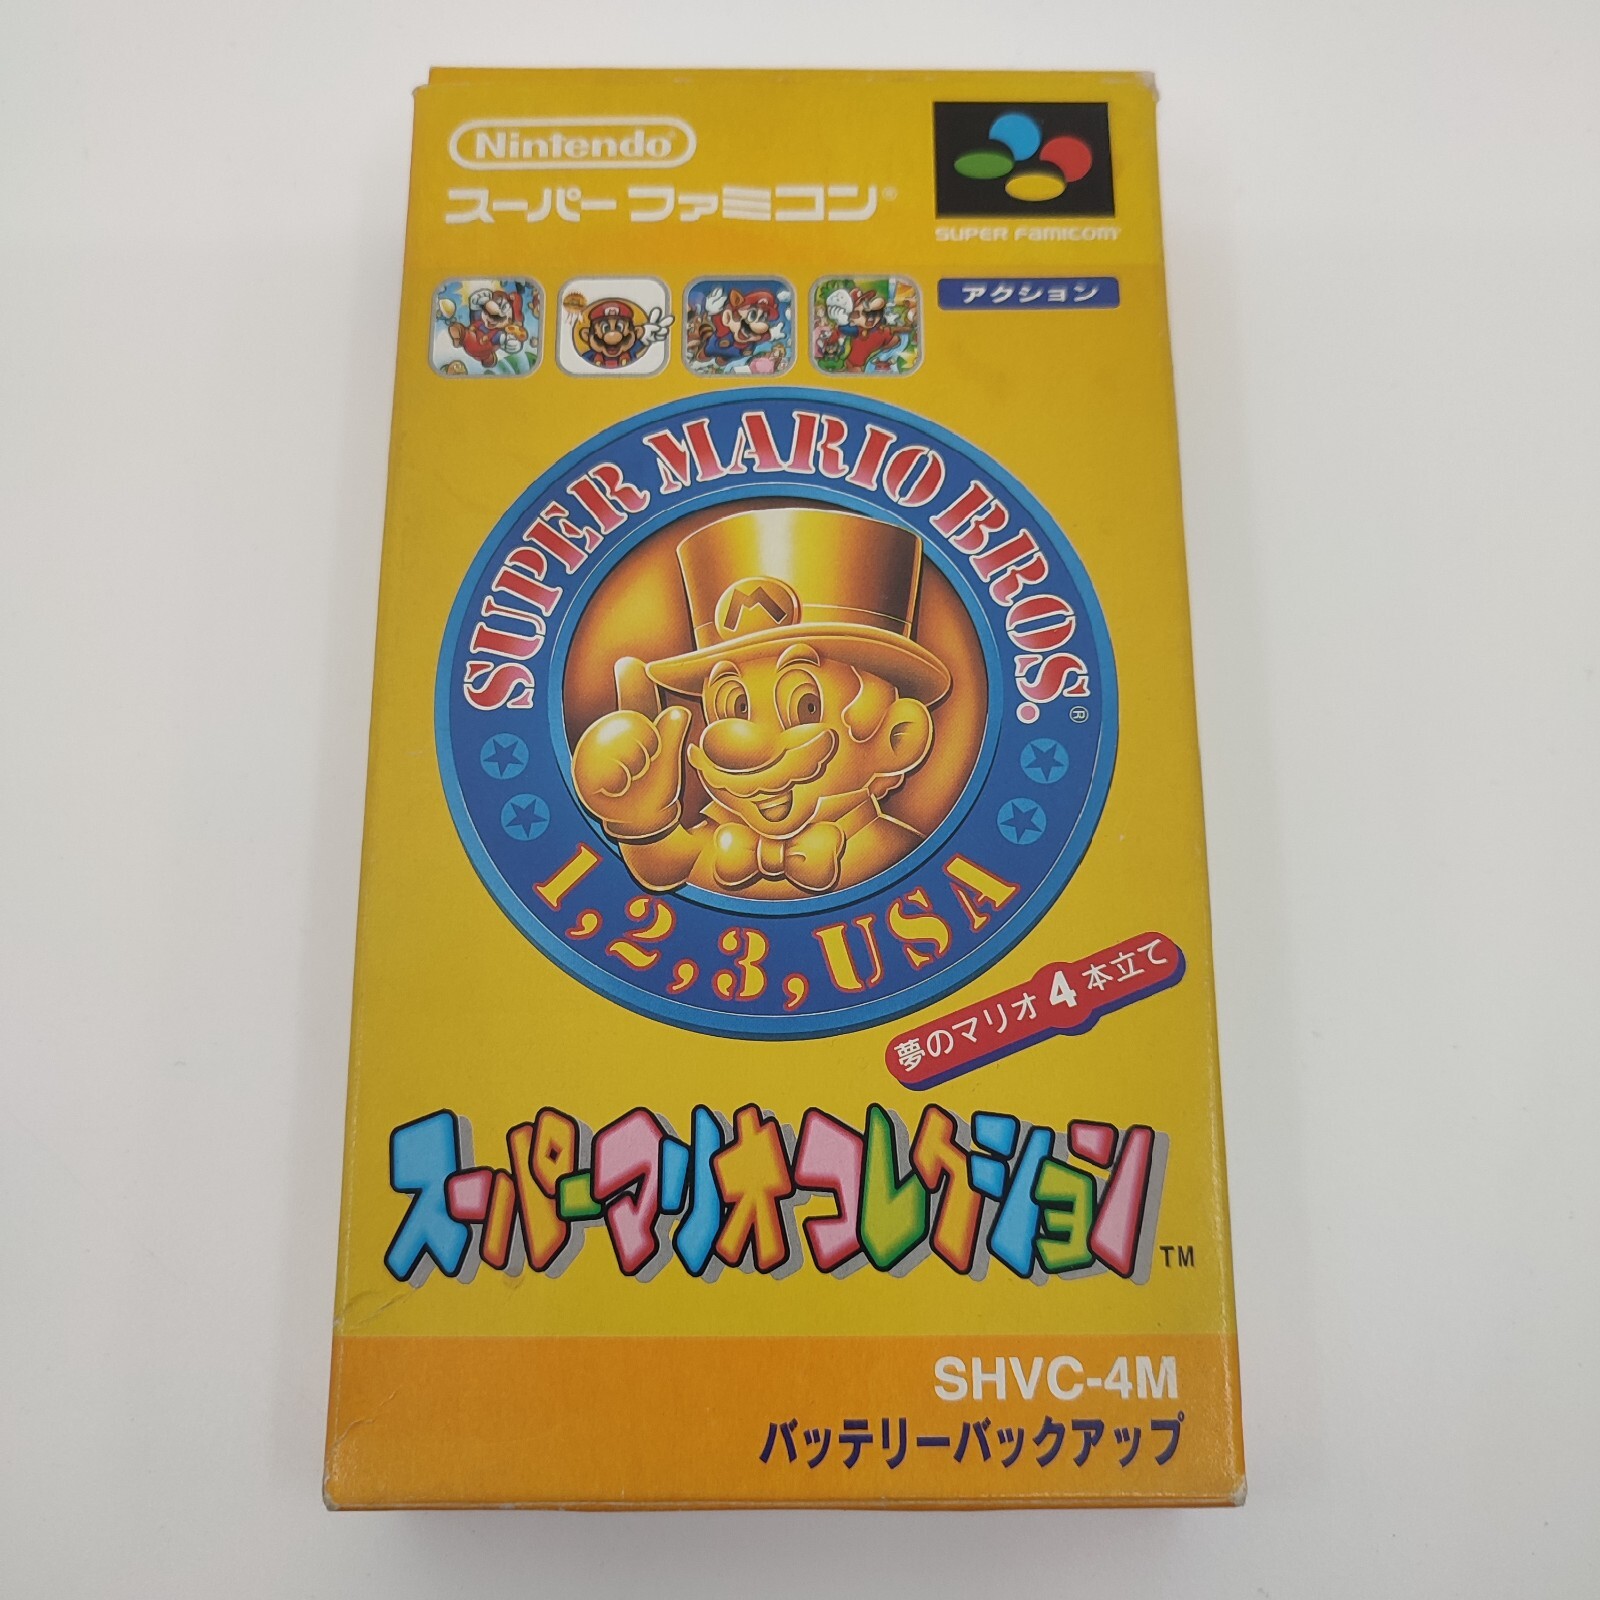 Nintendo®
スーパーファミコン®
SUPER FAMICOM
アクション
SUPER MARIO BROS.®
M
1,2,3,USA
夢のマリオ4本立て
スーパーマリオコレクション™
SHVC-4M
バッテリーバックアップ